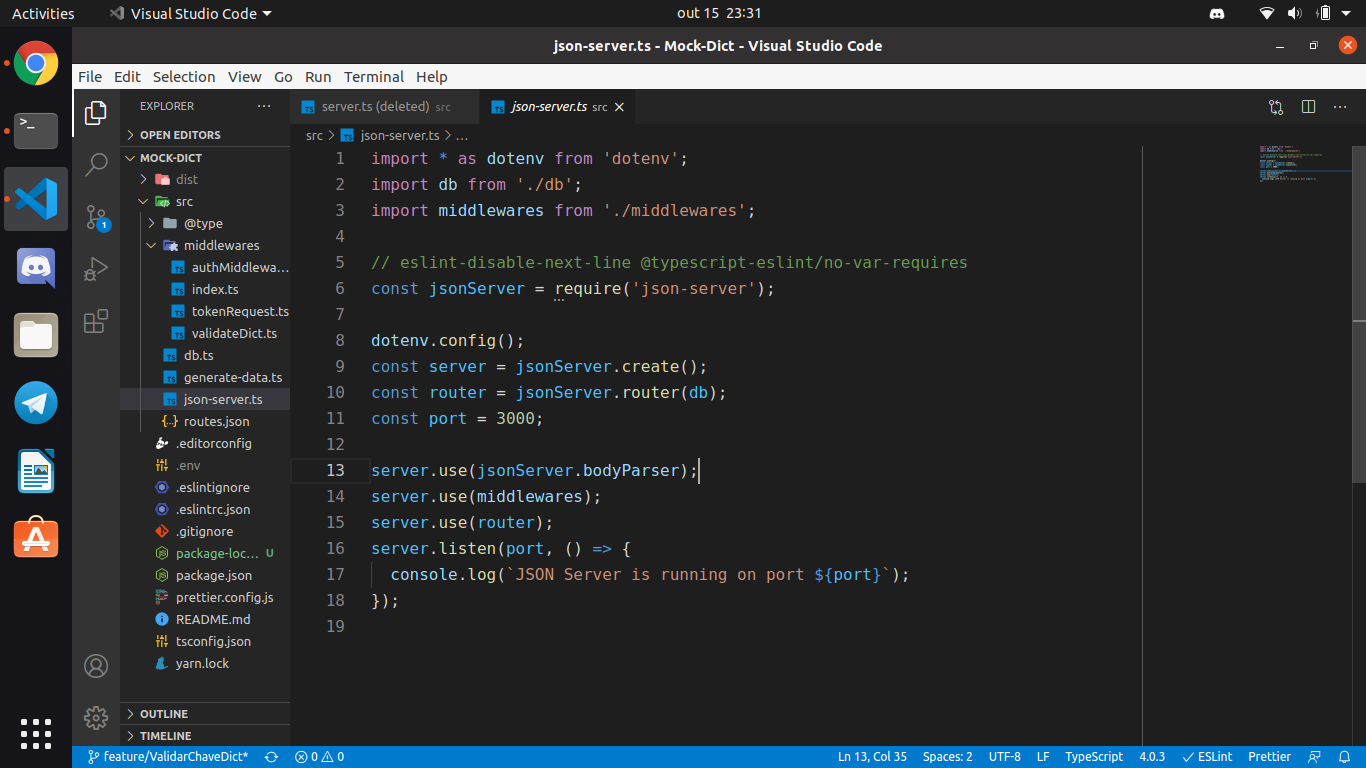 Activities Visual Studio Code out 15 23:31
json-server.ts - Mock-Dict - Visual Studio Code
File Edit Selection View Go Run Terminal Help
EXPLORER
OPEN EDITORS
MOCK-DICT
dist
src
@type
middlewares
authMiddlewa...
index.ts
tokenRequest.ts
validateDict.ts
db.ts
generate-data.ts
json-server.ts
routes.json
.editorconfig
.env
.eslintignore
.eslintrc.json
.gitignore
package-loc... U
package.json
prettier.config.js
README.md
tsconfig.json
yarn.lock
OUTLINE
TIMELINE
server.ts (deleted) src json-server.ts src
src > json-server.ts > ...
1 import * as dotenv from 'dotenv';
2 import db from './db';
3 import middlewares from './middlewares';
4
5 // eslint-disable-next-line @typescript-eslint/no-var-requires
6 const jsonServer = require('json-server');
7
8 dotenv.config();
9 const server = jsonServer.create();
10 const router = jsonServer.router(db);
11 const port = 3000;
12
13 server.use(jsonServer.bodyParser);
14 server.use(middlewares);
15 server.use(router);
16 server.listen(port, () => {
17 console.log(`JSON Server is running on port ${port}`);
18 });
19
1
feature/ValidarChaveDict* 0 0 Ln 13, Col 35 Spaces: 2 UTF-8 LF TypeScript 4.0.3 ESLint Prettier